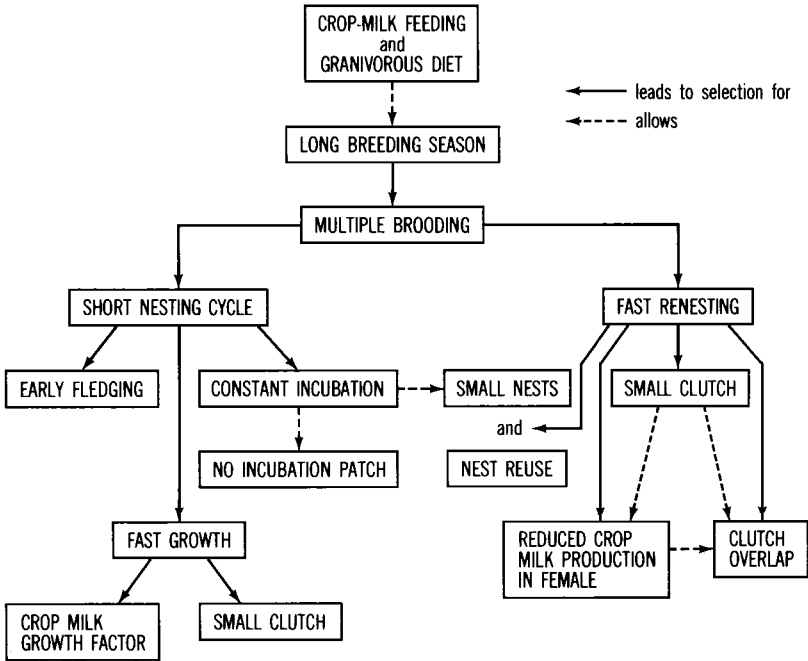 CROP-MILK FEEDING
and
GRANIVOROUS DIET
leads to selection for
allows
LONG BREEDING SEASON
MULTIPLE BROODING
SHORT NESTING CYCLE
FAST RENESTING
EARLY FLEDGING
CONSTANT INCUBATION
SMALL NESTS
SMALL CLUTCH
and
NO INCUBATION PATCH
NEST REUSE
FAST GROWTH
REDUCED CROP
MILK PRODUCTION
IN FEMALE
CLUTCH
OVERLAP
CROP MILK
GROWTH FACTOR
SMALL CLUTCH